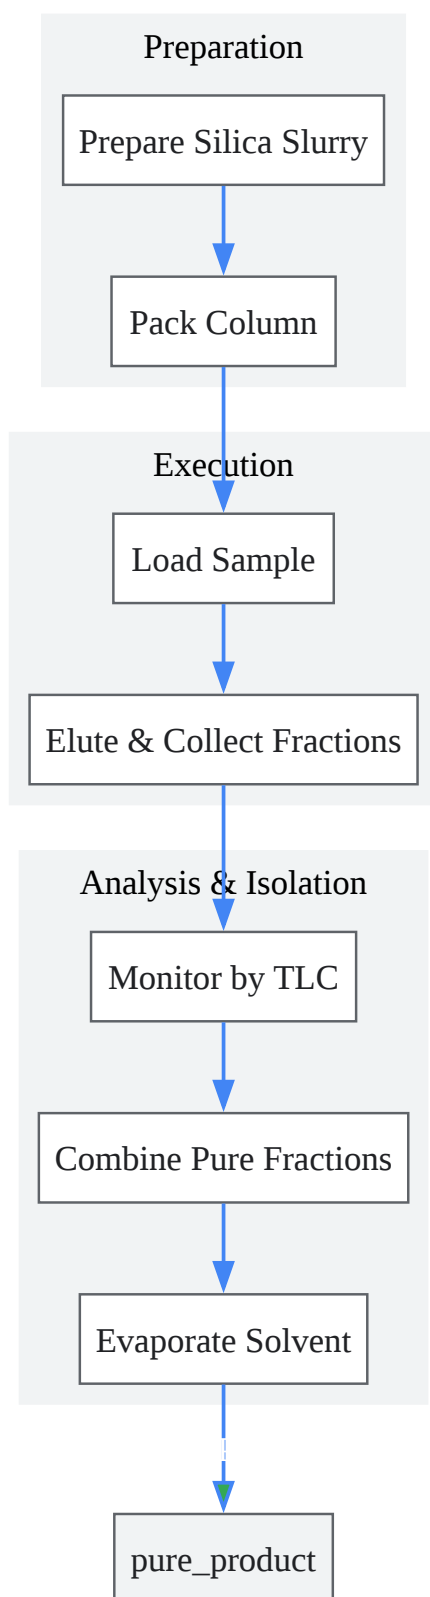 Preparation
Prepare Silica Slurry
Pack Column
Execution
Load Sample
Elute & Collect Fractions
Analysis & Isolation
Monitor by TLC
Combine Pure Fractions
Evaporate Solvent
pure_product